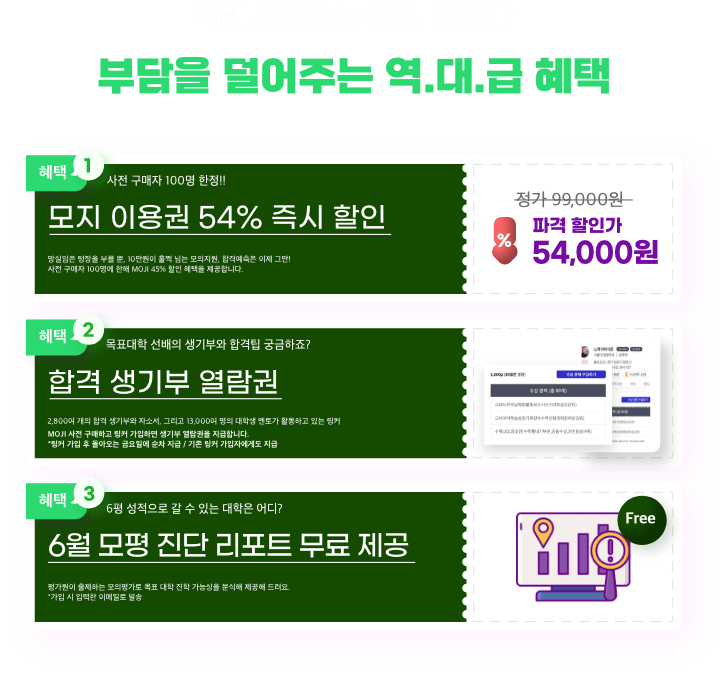 부담을 덜어주는 역.대.급 혜택
혜택 1
사전 구매자 100명 한정!!
모지 이용권 54% 즉시 할인
망설임은 텅장을 부를 뿐, 10만원이 훌쩍 넘는 모의지원, 합격예측은 이제 그만!
사전 구매자 100명에 한해 MOJI 45% 할인 혜택을 제공합니다.
정가 99,000원
%
파격 할인가
54,000원
혜택 2
목표대학 선배의 생기부와 합격팁 궁금하죠?
합격 생기부 열람권
2,800여 개의 합격 생기부와 자소서, 그리고 13,000여 명의 대학생 멘토가 활동하고 있는 링커
MOJI 사전 구매하고 링커 가입하면 생기부 열람권을 지급합니다.
*링커 가입 후 돌아오는 금요일에 순차 지급 / 기존 링커 가입자에게도 지급
혜택 3
6평 성적으로 갈 수 있는 대학은 어디?
6월 모평 진단 리포트 무료 제공
평가원이 출제하는 모의평가로 목표 대학 진학 가능성을 분석해 제공해 드려요.
*가입 시 입력한 이메일로 발송
Free